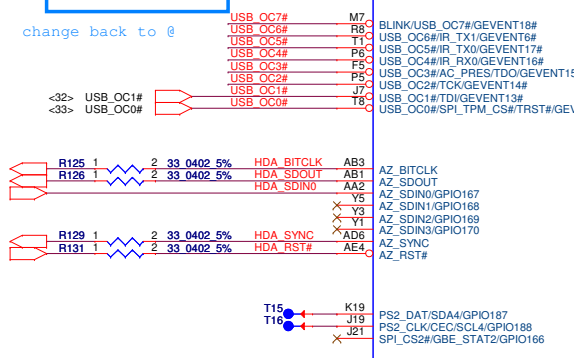 change back to @
USB_OC7# M7 BLINK/USB_OC7#/GEVENT18#
USB_OC6# R8 USB_OC6#/IR_TX1/GEVENT6#
USB_OC5# T1 USB_OC5#/IR_TX0/GEVENT17#
USB_OC4# P6 USB_OC4#/IR_RX0/GEVENT16#
USB_OC3# F5 USB_OC3#/AC_PRES/TDO/GEVENT15
USB_OC2# P5 USB_OC2#/TCK/GEVENT14#
<32> USB_OC1# USB_OC1# J7 USB_OC1#/TDI/GEVENT13#
<33> USB_OC0# USB_OC0# T8 USB_OC0#/SPI_TPM_CS#/TRST#/GEV
R125 1 2 33_0402_5% HDA_BITCLK AB3 AZ_BITCLK
R126 1 2 33_0402_5% HDA_SDOUT AB1 AZ_SDOUT
HDA_SDIN0 AA2 AZ_SDIN0/GPIO167
Y5 AZ_SDIN1/GPIO168
Y3 AZ_SDIN2/GPIO169
Y1 AZ_SDIN3/GPIO170
R129 1 2 33_0402_5% HDA_SYNC AD6 AZ_SYNC
R131 1 2 33_0402_5% HDA_RST# AE4 AZ_RST#
T15 K19 PS2_DAT/SDA4/GPIO187
T16 J19 PS2_CLK/CEC/SCL4/GPIO188
J21 SPI_CS2#/GBE_STAT2/GPIO166